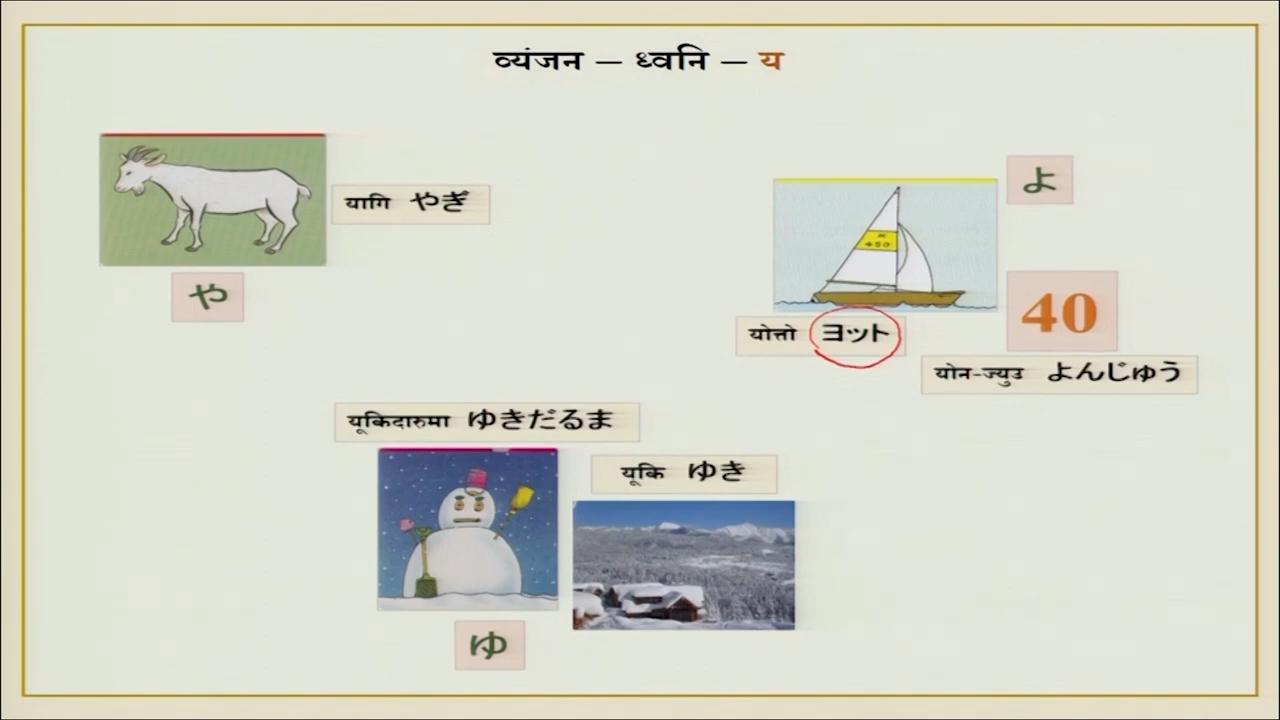 व्यंजन – ध्वनि – य
यागि やぎ
や
よ
450
योत्तो ヨット
40
योन-ज्युउ よんじゅう
यूकिदारुमा ゆきだるま
यूकि ゆき
ゆ